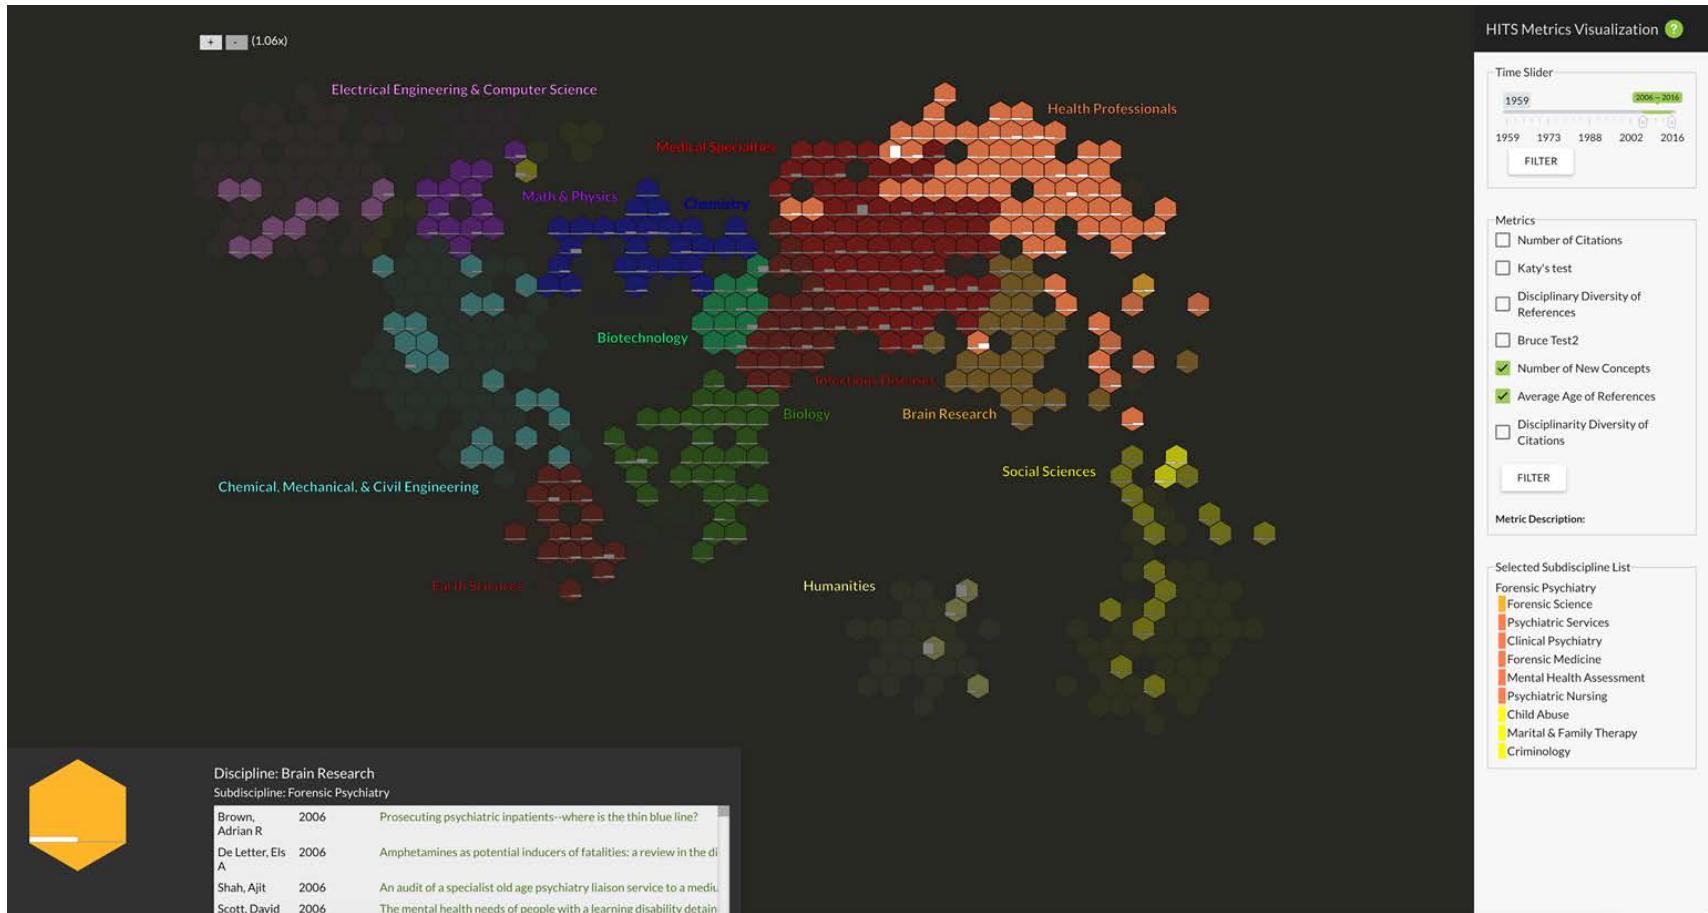 + - (1.06x)
Electrical Engineering & Computer Science
Health Professionals
Medical Specialties
Math & Physics
Chemistry
Biotechnology
Infectious Diseases
Biology
Brain Research
Social Sciences
Chemical, Mechanical, & Civil Engineering
Earth Sciences
Humanities
HITS Metrics Visualization ?
Time Slider
1959
2006 – 2016
1959 1973 1988 2002 2016
FILTER
Metrics
Number of Citations
Katy's test
Disciplinary Diversity of
References
Bruce Test2
Number of New Concepts
Average Age of References
Disciplinarity Diversity of
Citations
FILTER
Metric Description:
Selected Subdiscipline List
Forensic Psychiatry
Forensic Science
Psychiatric Services
Clinical Psychiatry
Forensic Medicine
Mental Health Assessment
Psychiatric Nursing
Child Abuse
Marital & Family Therapy
Criminology
Discipline: Brain Research
Subdiscipline: Forensic Psychiatry
Brown, 2006 Prosecuting psychiatric inpatients--where is the thin blue line?
Adrian R
De Letter, Els 2006 Amphetamines as potential inducers of fatalities: a review in the di
A
Shah, Ajit 2006 An audit of a specialist old age psychiatry liaison service to a mediu
Scott, David 2006 The mental health needs of people with a learning disability detain